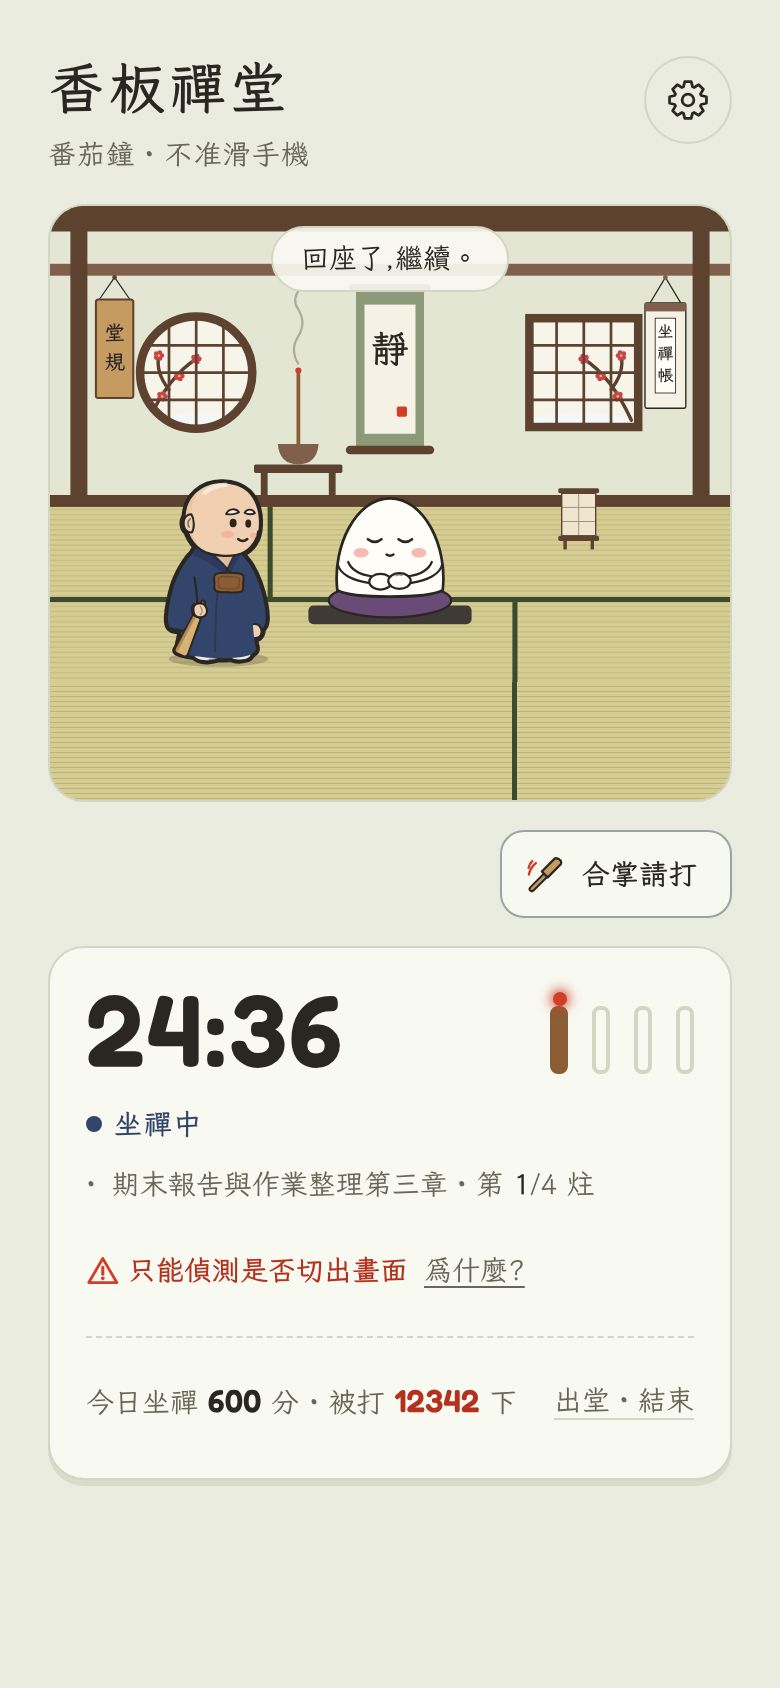 香板禪堂
番茄鐘・不准滑手機
回座了,繼續。
堂規
靜
坐禪帳
合掌請打
24:36
坐禪中
・ 期末報告與作業整理第三章・第 1/4 炷
只能偵測是否切出畫面 爲什麼?
今日坐禪 600 分・被打 12342 下 出堂・結束